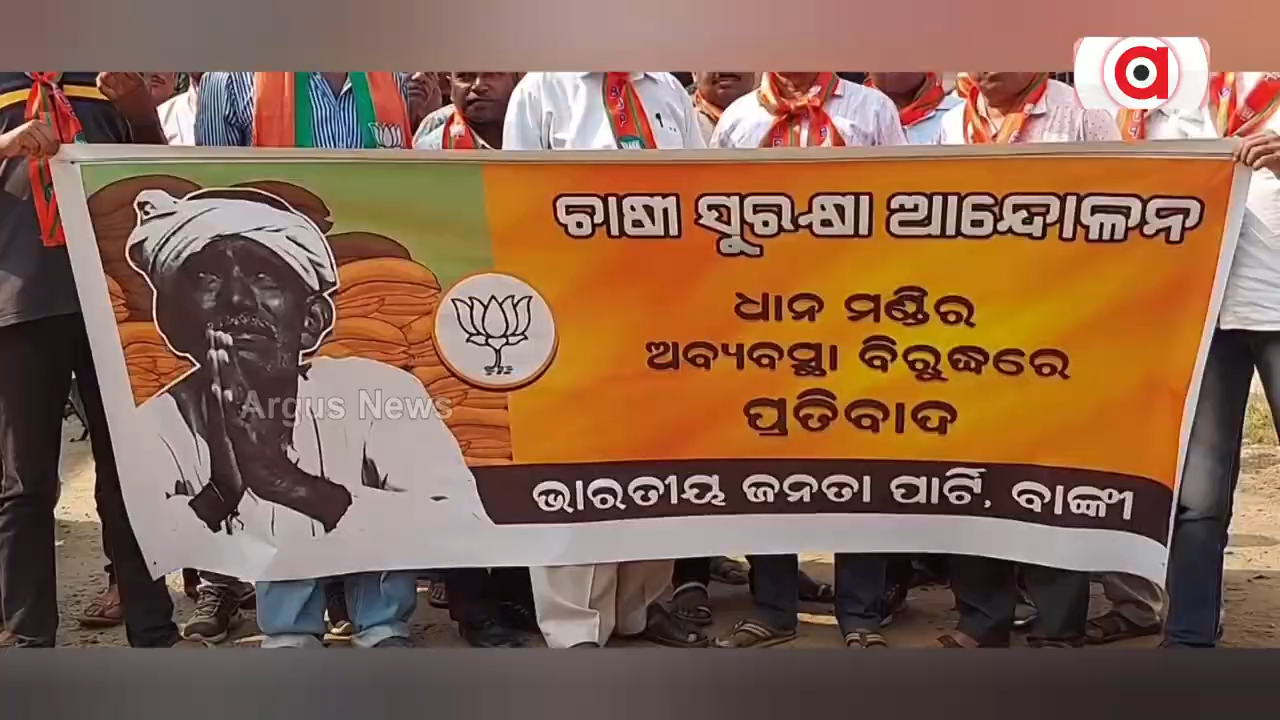 ଚାଷୀ ସୁରକ୍ଷା ଆନ୍ଦୋଳନ
ଧାନ ମଣ୍ଡିର
ଅବ୍ୟବସ୍ଥା ବିରୁଦ୍ଧରେ
ପ୍ରତିବାଦ
Argus News
ଭାରତୀୟ ଜନତା ପାର୍ଟି, ବାଙ୍କୀ